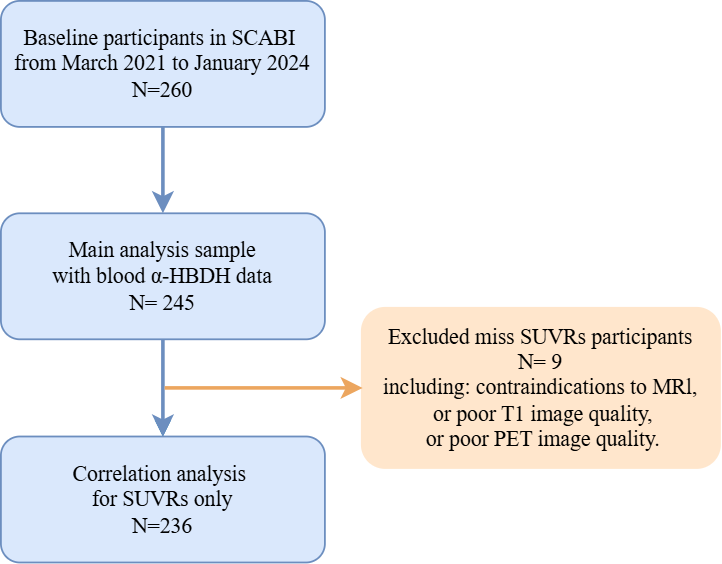 Baseline participants in SCABI
from March 2021 to January 2024
N=260
Main analysis sample
with blood α-HBDH data
N= 245
Excluded miss SUVRs participants
N= 9
including: contraindications to MRl,
or poor T1 image quality,
or poor PET image quality.
Correlation analysis
for SUVRs only
N=236